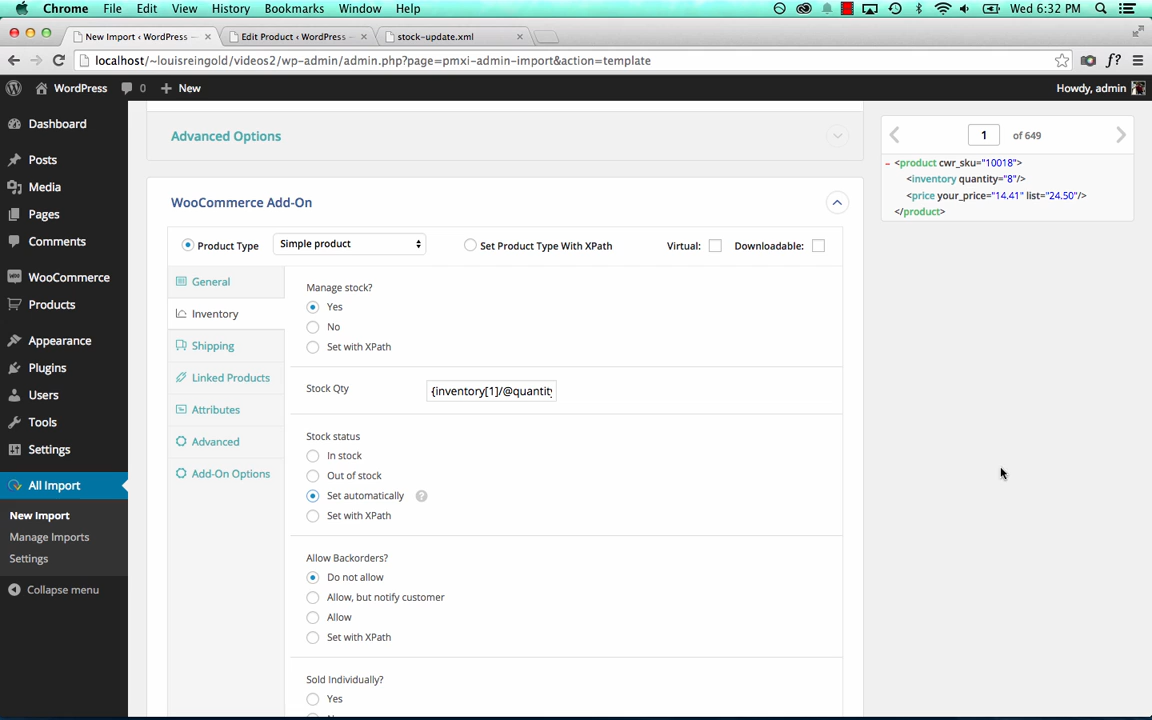 Chrome File Edit View History Bookmarks Window Help Wed 6:32 PM
New Import ‹ WordPress — × Edit Product ‹ WordPress — × stock-update.xml ×
localhost/~louisreingold/videos2/wp-admin/admin.php?page=pmxi-admin-import&action=template f?
WordPress 0 + New Howdy, admin
Dashboard
Posts
Media
Pages
Comments
WooCommerce
Products
Appearance
Plugins
Users
Tools
Settings
All Import
New Import
Manage Imports
Settings
Collapse menu
Advanced Options
WooCommerce Add-On
Product Type Simple product Set Product Type With XPath Virtual: Downloadable:
General
Inventory
Shipping
Linked Products
Attributes
Advanced
Add-On Options
Manage stock?
Yes
No
Set with XPath
Stock Qty {inventory[1]/@quantity
Stock status
In stock
Out of stock
Set automatically ?
Set with XPath
Allow Backorders?
Do not allow
Allow, but notify customer
Allow
Set with XPath
Sold Individually?
Yes
1 of 649
– <product cwr_sku="10018">
<inventory quantity="8"/>
<price your_price="14.41" list="24.50"/>
</product>